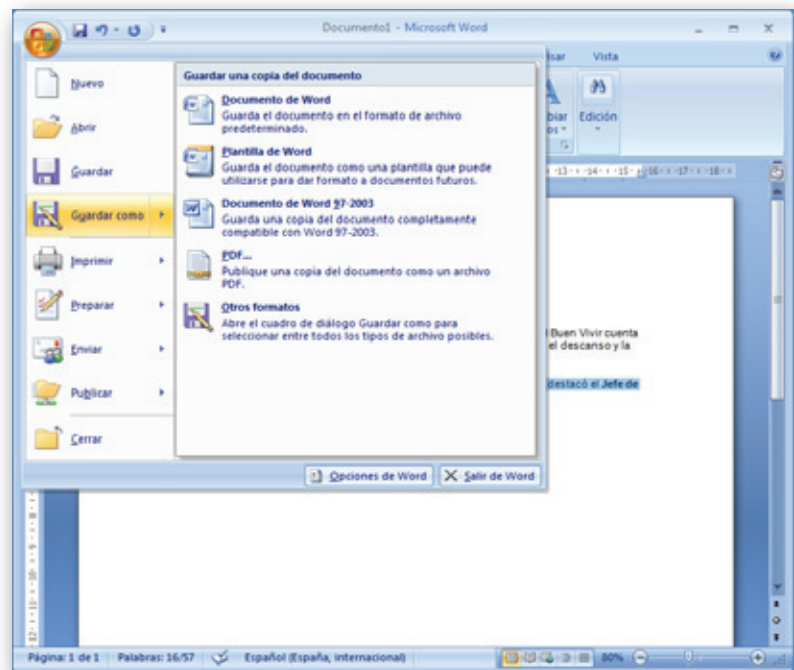 Documento1 - Microsoft Word
Vista
Edición
Nuevo
Abrir
Guardar
Guardar como
Imprimir
Preparar
Enviar
Publicar
Cerrar
Guardar una copia del documento
Documento de Word
Guarda el documento en el formato de archivo
predeterminado.
Plantilla de Word
Guarda el documento como una plantilla que puede
utilizarse para dar formato a documentos futuros.
Documento de Word 97-2003
Guarda una copia del documento completamente
compatible con Word 97-2003.
PDF...
Publique una copia del documento como un archivo
PDF.
Otros formatos
Abre el cuadro de diálogo Guardar como para
seleccionar entre todos los tipos de archivo posibles.
Opciones de Word
Salir de Word
Buen Vivir cuenta
el descanso y la
destacó el Jefe de
Página: 1 de 1 Palabras: 16/57 Español (España, internacional) 80%